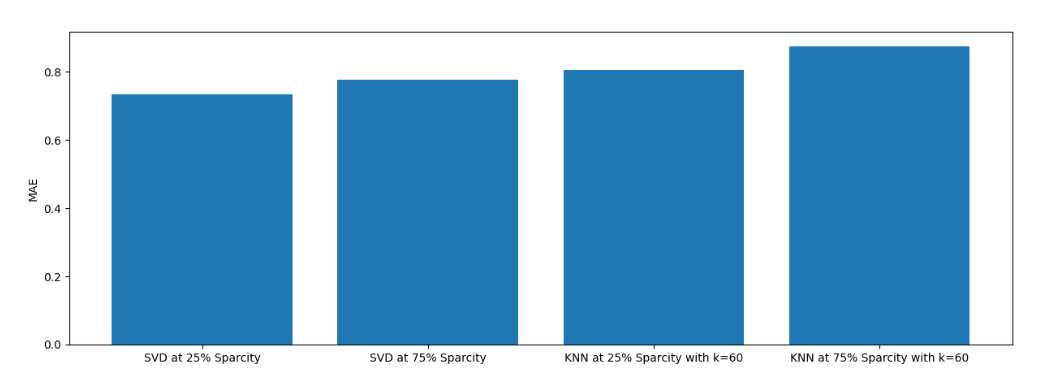 MAE
0.8
0.6
0.4
0.2
0.0
SVD at 25% Sparcity
SVD at 75% Sparcity
KNN at 25% Sparcity with k=60
KNN at 75% Sparcity with k=60